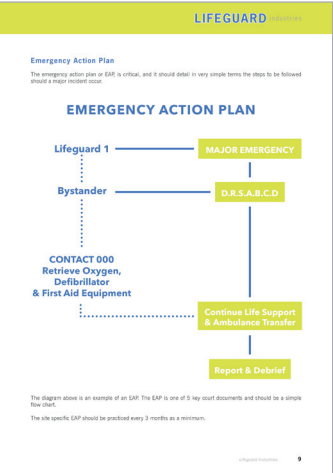 LIFEGUARD Industries
Emergency Action Plan
The emergency action plan or EAP, is critical, and it should detail in very simple terms the steps to be followed
should a major incident occur.
EMERGENCY ACTION PLAN
Lifeguard 1
MAJOR EMERGENCY
Bystander
D.R.S.A.B.C.D
CONTACT 000
Retrieve Oxygen,
Defibrillator
& First Aid Equipment
Continue Life Support
& Ambulance Transfer
Report & Debrief
The diagram above is an example of an EAP. The EAP is one of 5 key court documents and should be a simple
flow chart.
The site specific EAP should be practiced every 3 months as a minimum.
Lifeguard Industries
9